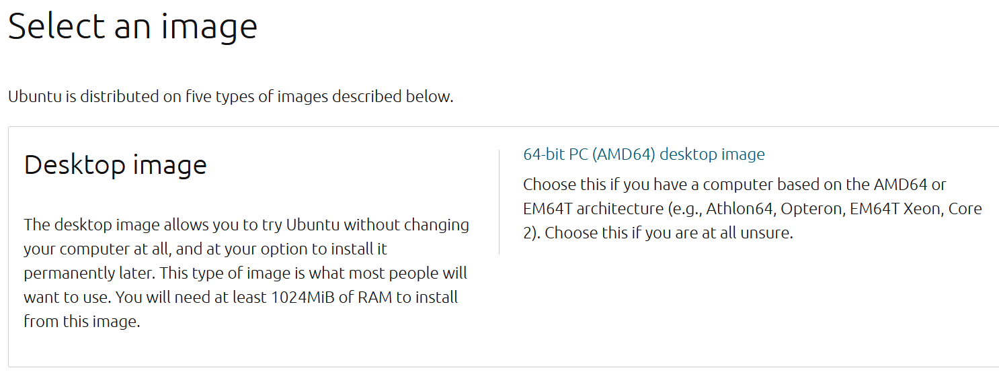 Select an image
Ubuntu is distributed on five types of images described below.
Desktop image
The desktop image allows you to try Ubuntu without changing
your computer at all, and at your option to install it
permanently later. This type of image is what most people will
want to use. You will need at least 1024MiB of RAM to install
from this image.
64-bit PC (AMD64) desktop image
Choose this if you have a computer based on the AMD64 or
EM64T architecture (e.g., Athlon64, Opteron, EM64T Xeon, Core
2). Choose this if you are at all unsure.